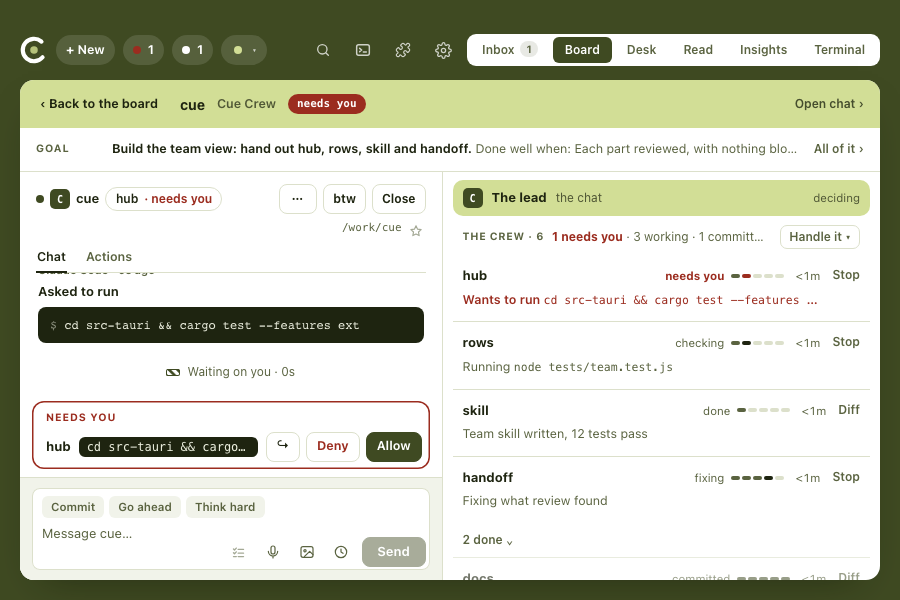 + New
1
1
Inbox 1
Board
Desk
Read
Insights
Terminal
‹ Back to the board
cue
Cue Crew
needs you
Open chat ›
GOAL
Build the team view: hand out hub, rows, skill and handoff. Done well when: Each part reviewed, with nothing blo…
All of it ›
C cue
hub · needs you
···
btw
Close
/work/cue
Chat
Actions
Asked to run
$ cd src-tauri && cargo test --features ext
Waiting on you · 0s
NEEDS YOU
hub
cd src-tauri && cargo…
Deny
Allow
Commit
Go ahead
Think hard
Message cue…
Send
C The lead the chat
deciding
THE CREW · 6 1 needs you · 3 working · 1 committ…
Handle it
hub
needs you
<1m
Stop
Wants to run cd src-tauri && cargo test --features …
rows
checking
<1m
Stop
Running node tests/team.test.js
skill
done
<1m
Diff
Team skill written, 12 tests pass
handoff
fixing
<1m
Stop
Fixing what review found
2 done
docs
committed
<1m
Diff